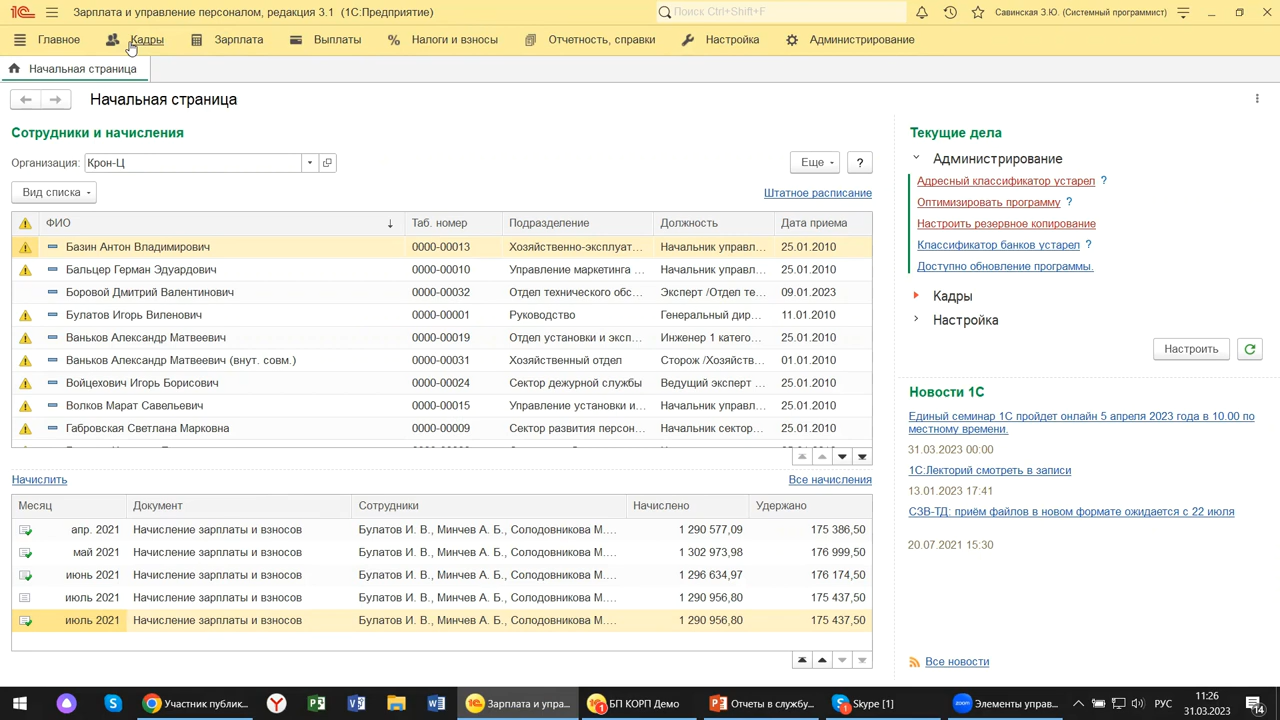 Зарплата и управление персоналом, редакция 3.1 (1С:Предприятие)
Поиск Ctrl+Shift+F
Савинская З.Ю. (Системный программист)
Главное Кадры Зарплата Выплаты Налоги и взносы Отчетность, справки Настройка Администрирование
Начальная страница
Начальная страница
Сотрудники и начисления
Организация: Крон-Ц
Еще ?
Вид списка
Штатное расписание
ФИО Таб. номер Подразделение Должность Дата приема
Базин Антон Владимирович 0000-00013 Хозяйственно-эксплуат... Начальник управл... 25.01.2010
Бальцер Герман Эдуардович 0000-00010 Управление маркетинга ... Начальник управл... 25.01.2010
Боровой Дмитрий Валентинович 0000-00032 Отдел технического обс... Эксперт /Отдел те... 09.01.2023
Булатов Игорь Виленович 0000-00001 Руководство Генеральный дир... 11.01.2010
Ваньков Александр Матвеевич 0000-00019 Отдел установки и эксп... Инженер 1 катего... 25.01.2010
Ваньков Александр Матвеевич (внут. совм.) 0000-00031 Хозяйственный отдел Сторож /Хозяйств... 01.01.2010
Войцехович Игорь Борисович 0000-00024 Сектор дежурной службы Ведущий эксперт ... 25.01.2010
Волков Марат Савельевич 0000-00015 Управление установки и... Начальник управл... 25.01.2010
Габровская Светлана Марковна 0000-00009 Сектор развития персон... Начальник сектор... 25.01.2010
Начислить
Все начисления
Месяц Документ Сотрудники Начислено Удержано
апр. 2021 Начисление зарплаты и взносов Булатов И. В., Минчев А. Б., Солодовникова М.... 1 290 577,09 175 386,50
май 2021 Начисление зарплаты и взносов Булатов И. В., Минчев А. Б., Солодовникова М.... 1 302 973,98 176 999,50
июнь 2021 Начисление зарплаты и взносов Булатов И. В., Минчев А. Б., Солодовникова М.... 1 296 634,97 176 174,50
июль 2021 Начисление зарплаты и взносов Булатов И. В., Минчев А. Б., Солодовникова М.... 1 290 956,80 175 437,50
июль 2021 Начисление зарплаты и взносов Булатов И. В., Минчев А. Б., Солодовникова М.... 1 290 956,80 175 437,50
Текущие дела
Администрирование
Адресный классификатор устарел ?
Оптимизировать программу ?
Настроить резервное копирование
Классификатор банков устарел ?
Доступно обновление программы.
Кадры
Настройка
Настроить
Новости 1С
Единый семинар 1С пройдет онлайн 5 апреля 2023 года в 10.00 по
местному времени.
31.03.2023 00:00
1С:Лекторий смотреть в записи
13.01.2023 17:41
СЗВ-ТД: приём файлов в новом формате ожидается с 22 июля
20.07.2021 15:30
Все новости
Участник публик... Зарплата и упра... БП КОРП Демо Отчеты в службу... Skype [1] Элементы управ... РУС 11:26
31.03.2023
14